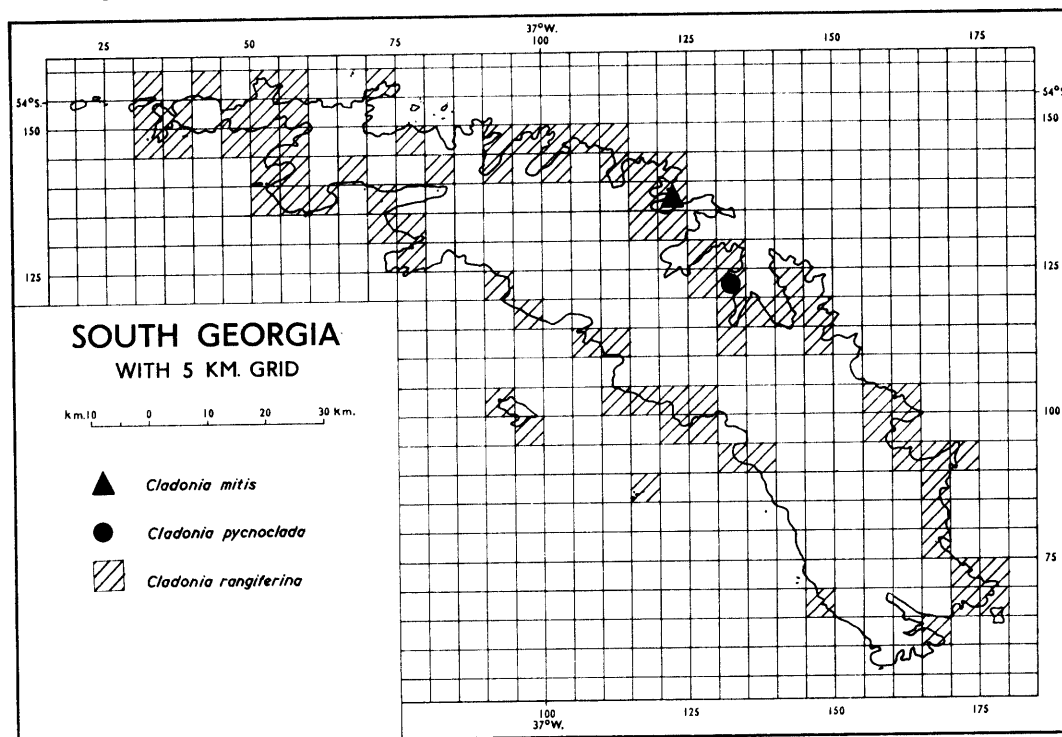 37°W.
25 50 75 100 125 150 175
54°S. 54°S.
150 150
125 125
SOUTH GEORGIA
WITH 5 KM. GRID
km.10 0 10 20 30 km.
100
Cladonia mitis
Cladonia pycnoclada
75
Cladonia rangiferina
100 125 150 175
37°W.